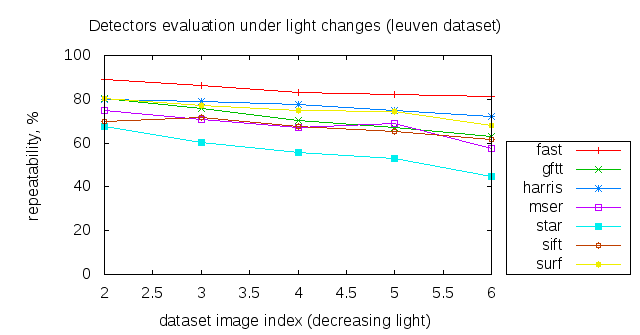 Detectors evaluation under light changes (leuven dataset)
100
80
60
40
20
0
repeatability, %
2 2.5 3 3.5 4 4.5 5 5.5 6
dataset image index (decreasing light)
fast
gftt
harris
mser
star
sift
surf